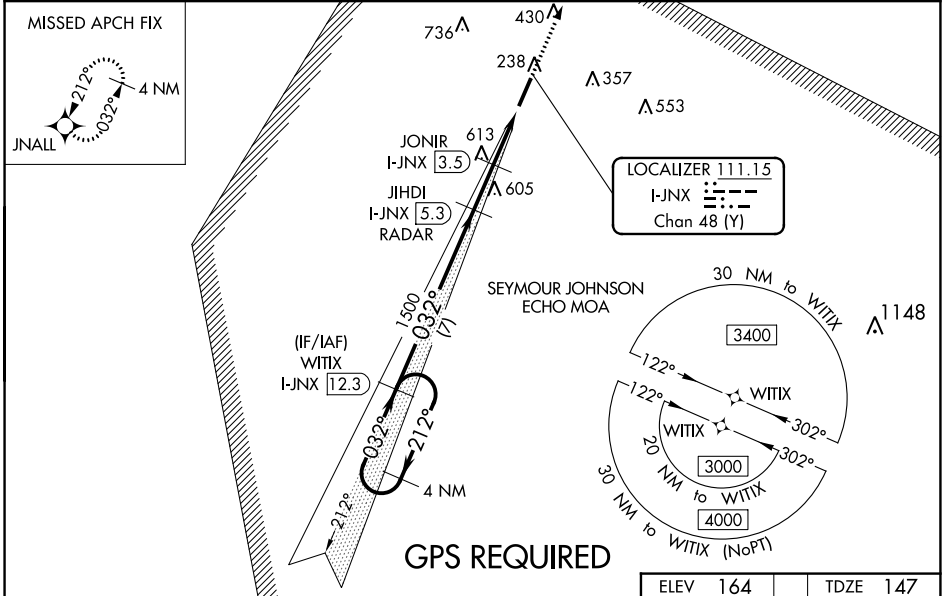 MISSED APCH FIX
212°
032°
4 NM
JNALL
736
430
238
357
553
JONIR
I-JNX 3.5
613
605
JIHDI
I-JNX 5.3
RADAR
LOCALIZER 111.15
I-JNX
Chan 48 (Y)
SEYMOUR JOHNSON
ECHO MOA
1500
032°
(7)
(IF/IAF)
WITIX
I-JNX 12.3
032°
212°
4 NM
212°
30 NM to WITIX
3400
1148
122°
WITIX
122°
WITIX
302°
302°
3000
20 NM to WITIX
4000
30 NM to WITIX (NoPT)
GPS REQUIRED
ELEV 164
TDZE 147